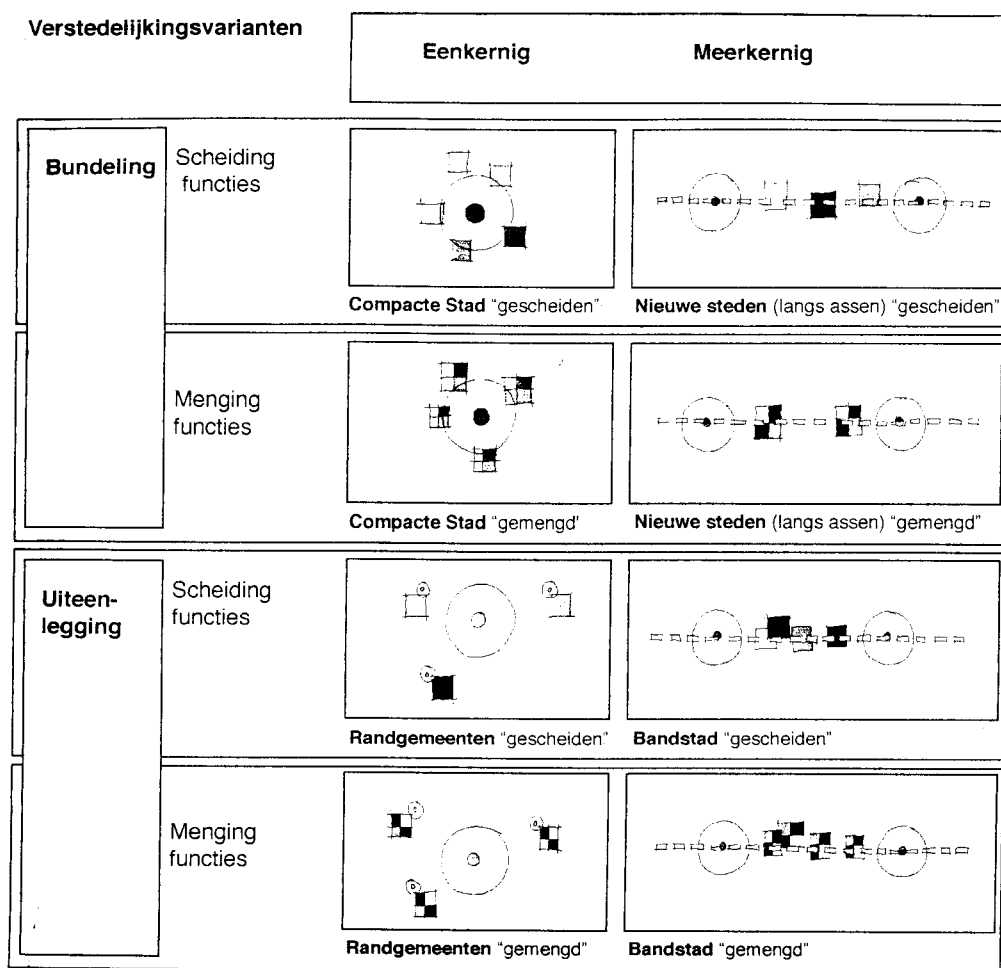 Verstedelijkingsvarianten
Eenkernig
Meerkernig
Bundeling
Scheiding
functies
Compacte Stad “gescheiden”
Nieuwe steden (langs assen) “gescheiden”
Menging
functies
Compacte Stad “gemengd'
Nieuwe steden (langs assen) “gemengd”
Uiteen-
legging
Scheiding
functies
Randgemeenten “gescheiden”
Bandstad “gescheiden”
Menging
functies
Randgemeenten “gemengd”
Bandstad “gemengd”